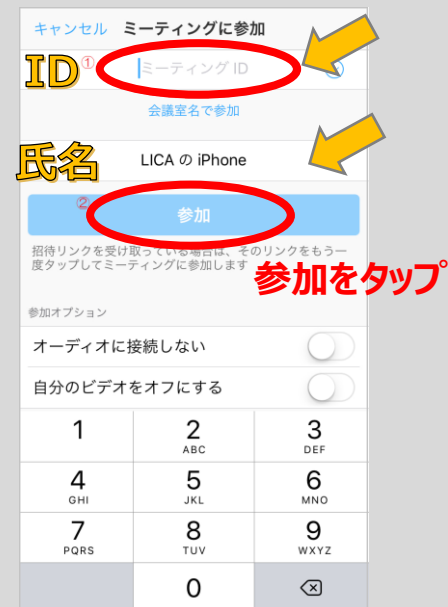 キャンセル ミーティングに参加
ID ① ミーティング ID
会議室名で参加
氏名 LICA の iPhone
② 参加
招待リンクを受け取っている場合は、そのリンクをもう一
度タップしてミーティングに参加します
参加をタップ
参加オプション
オーディオに接続しない
自分のビデオをオフにする
1 2 3
ABC DEF
4 5 6
GHI JKL MNO
7 8 9
PQRS TUV WXYZ
0